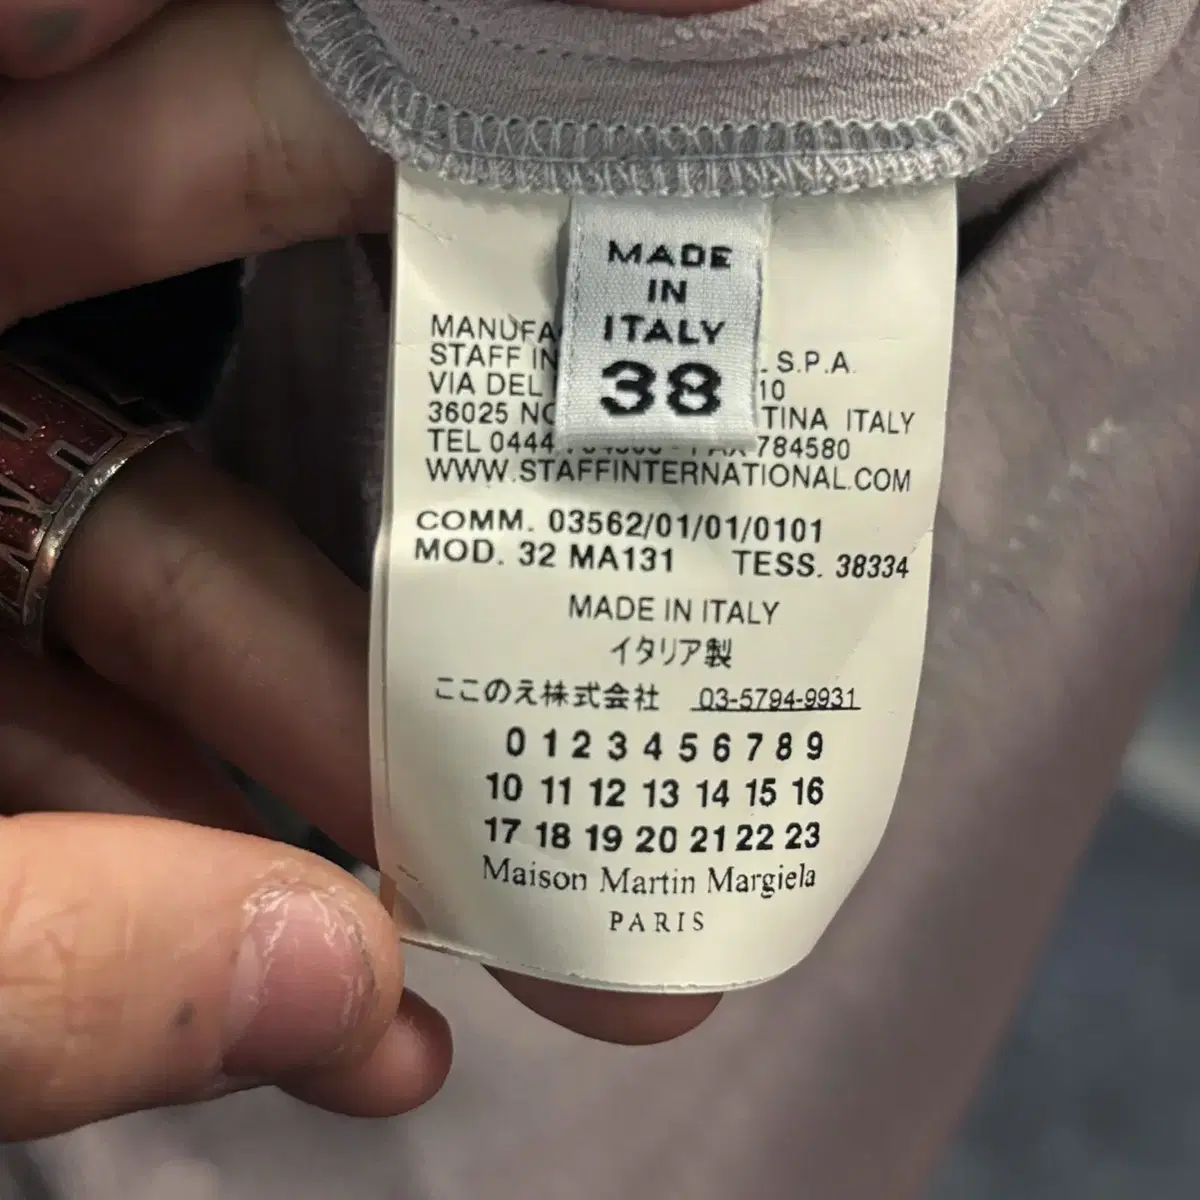 MADE
IN
ITALY
38
MANUFA
STAFF IN . S.P.A.
VIA DEL 10
36025 NO TINA ITALY
TEL 0444 784580
WWW.STAFFINTERNATIONAL.COM
COMM. 03562/01/01/0101
MOD. 32 MA131 TESS. 38334
MADE IN ITALY
イタリア製
ここのえ株式会社 03-5794-9931
0 1 2 3 4 5 6 7 8 9
10 11 12 13 14 15 16
17 18 19 20 21 22 23
Maison Martin Margiela
PARIS